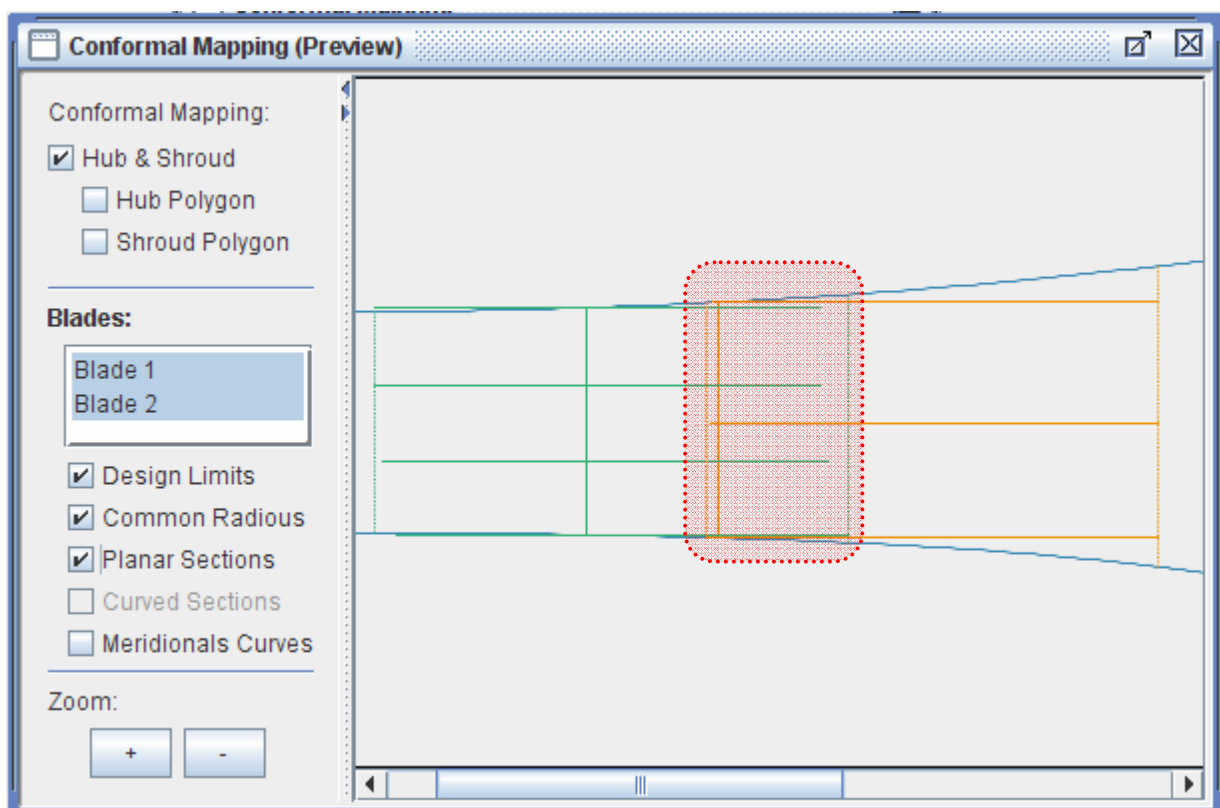 Conformal Mapping (Preview)
Conformal Mapping:
Hub & Shroud
Hub Polygon
Shroud Polygon
Blades:
Blade 1
Blade 2
Design Limits
Common Radious
Planar Sections
Curved Sections
Meridionals Curves
Zoom:
+ -